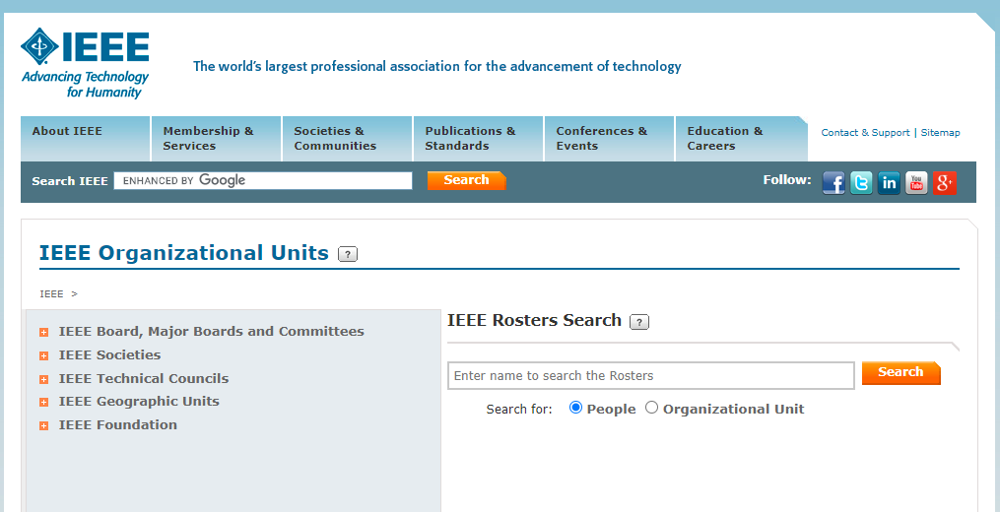 IEEE
Advancing Technology
for Humanity
The world's largest professional association for the advancement of technology
About IEEE
Membership &
Services
Societies &
Communities
Publications &
Standards
Conferences &
Events
Education &
Careers
Contact & Support | Sitemap
Search IEEE ENHANCED BY Google Search Follow: f t in You Tube g+
IEEE Organizational Units ?
IEEE >
IEEE Board, Major Boards and Committees
IEEE Societies
IEEE Technical Councils
IEEE Geographic Units
IEEE Foundation
IEEE Rosters Search ?
Enter name to search the Rosters Search
Search for: People Organizational Unit